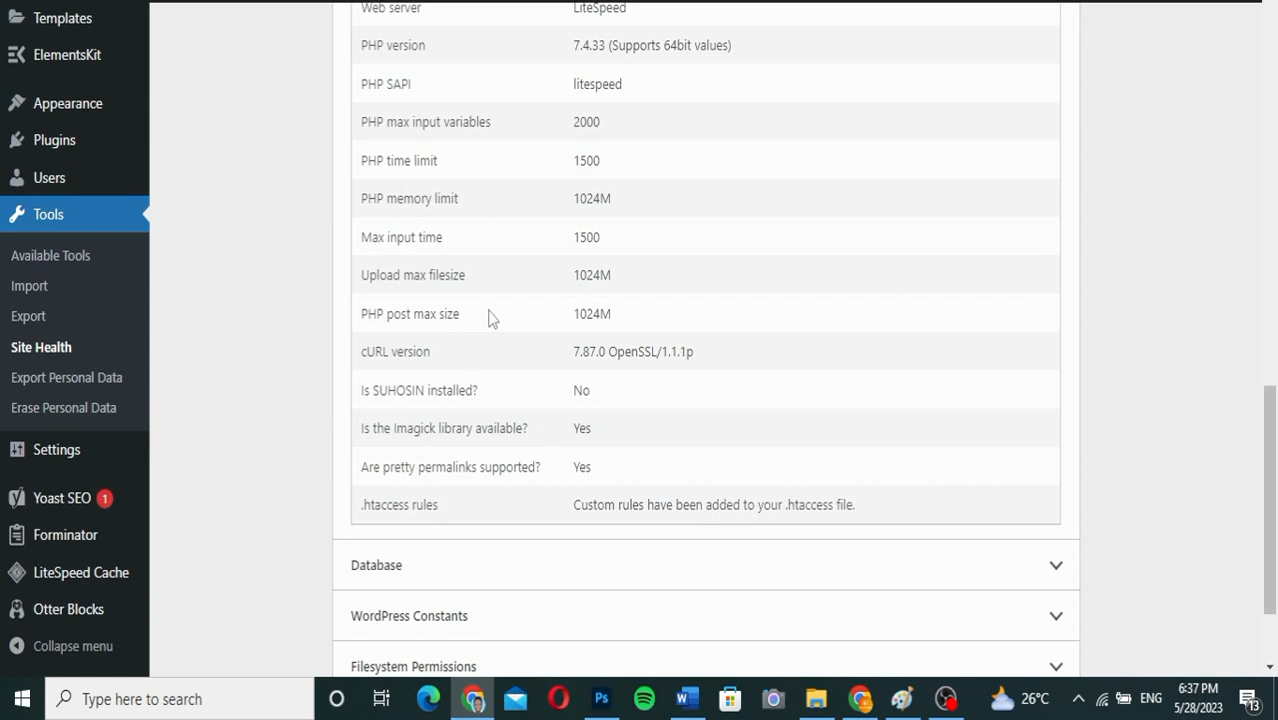 Templates
ElementsKit
Appearance
Plugins
Users
Tools
Available Tools
Import
Export
Site Health
Export Personal Data
Erase Personal Data
Settings
Yoast SEO 1
Forminator
LiteSpeed Cache
Otter Blocks
Collapse menu
Web server LiteSpeed
PHP version 7.4.33 (Supports 64bit values)
PHP SAPI litespeed
PHP max input variables 2000
PHP time limit 1500
PHP memory limit 1024M
Max input time 1500
Upload max filesize 1024M
PHP post max size 1024M
cURL version 7.87.0 OpenSSL/1.1.1p
Is SUHOSIN installed? No
Is the Imagick library available? Yes
Are pretty permalinks supported? Yes
.htaccess rules Custom rules have been added to your .htaccess file.
Database
WordPress Constants
Filesystem Permissions
Type here to search
26°C
ENG
6:37 PM
5/28/2023
13